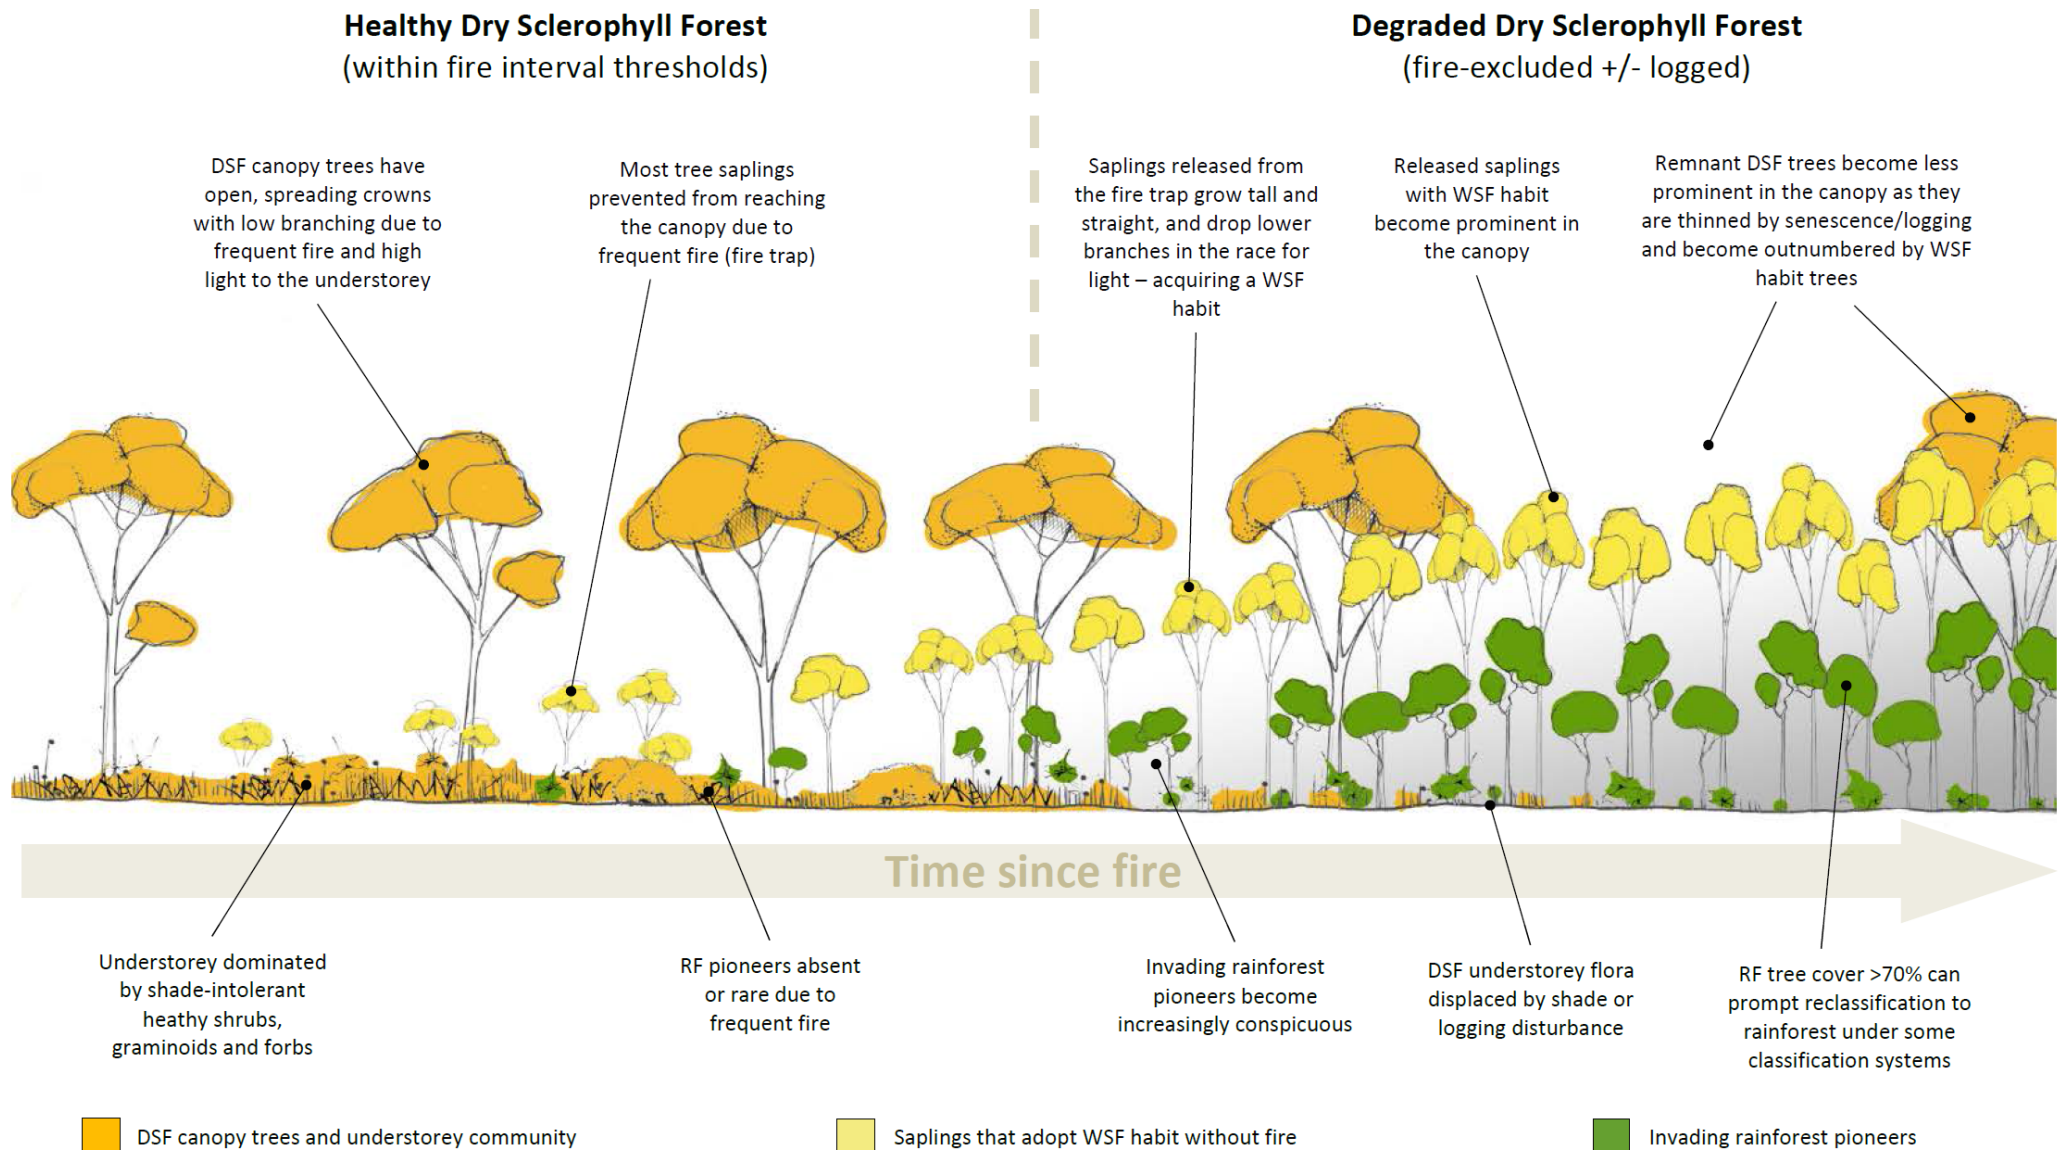 Healthy Dry Sclerophyll Forest
(within fire interval thresholds)
Degraded Dry Sclerophyll Forest
(fire-excluded +/- logged)
DSF canopy trees have
open, spreading crowns
with low branching due to
frequent fire and high
light to the understorey
Most tree saplings
prevented from reaching
the canopy due to
frequent fire (fire trap)
Saplings released from
the fire trap grow tall and
straight, and drop lower
branches in the race for
light – acquiring a WSF
habit
Released saplings
with WSF habit
become prominent in
the canopy
Remnant DSF trees become less
prominent in the canopy as they
are thinned by senescence/logging
and become outnumbered by WSF
habit trees
Time since fire
Understorey dominated
by shade-intolerant
heathy shrubs,
graminoids and forbs
RF pioneers absent
or rare due to
frequent fire
Invading rainforest
pioneers become
increasingly conspicuous
DSF understorey flora
displaced by shade or
logging disturbance
RF tree cover >70% can
prompt reclassification to
rainforest under some
classification systems
DSF canopy trees and understorey community
Saplings that adopt WSF habit without fire
Invading rainforest pioneers